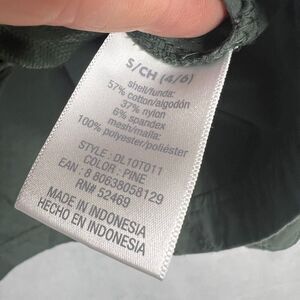 S/CH (4/6)
shell/funda:
57% cotton/algodón
37% nylon
6% spandex
mesh/malla:
100% polyester/poliéster
STYLE : DL10T011
COLOR : PINE
EAN : 8 80638058129
RN# 52469
MADE IN INDONESIA
HECHO EN INDONESIA